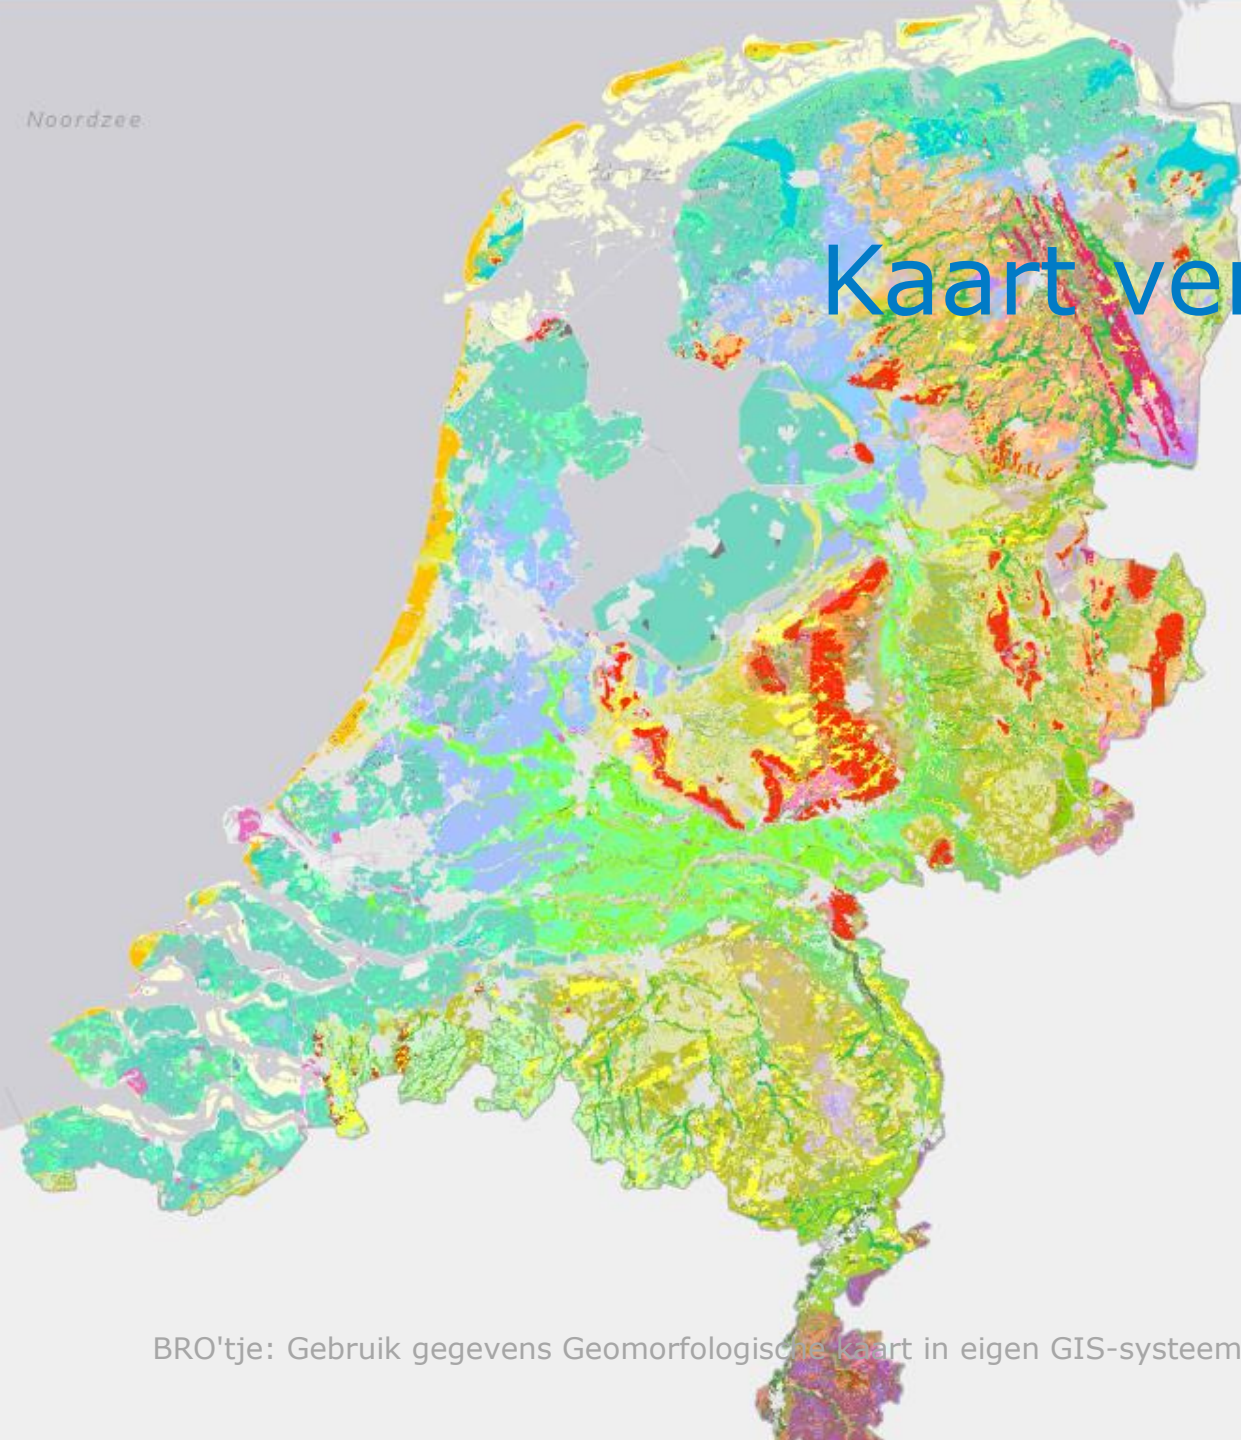 Noordzee
Kaart ver
BRO'tje: Gebruik gegevens Geomorfologische kaart in eigen GIS-systeem